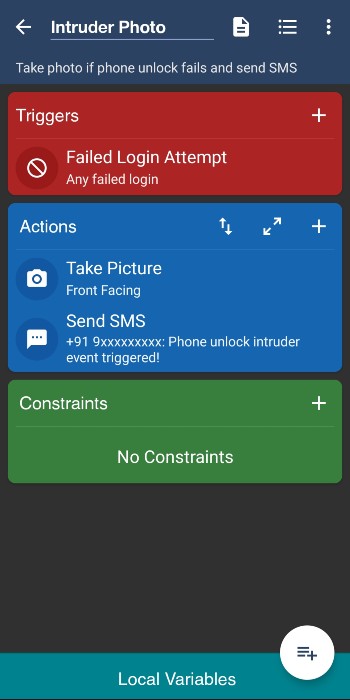 Intruder Photo
Take photo if phone unlock fails and send SMS
Triggers
Failed Login Attempt
Any failed login
Actions
Take Picture
Front Facing
Send SMS
+91 9xxxxxxxxx: Phone unlock intruder
event triggered!
Constraints
No Constraints
Local Variables